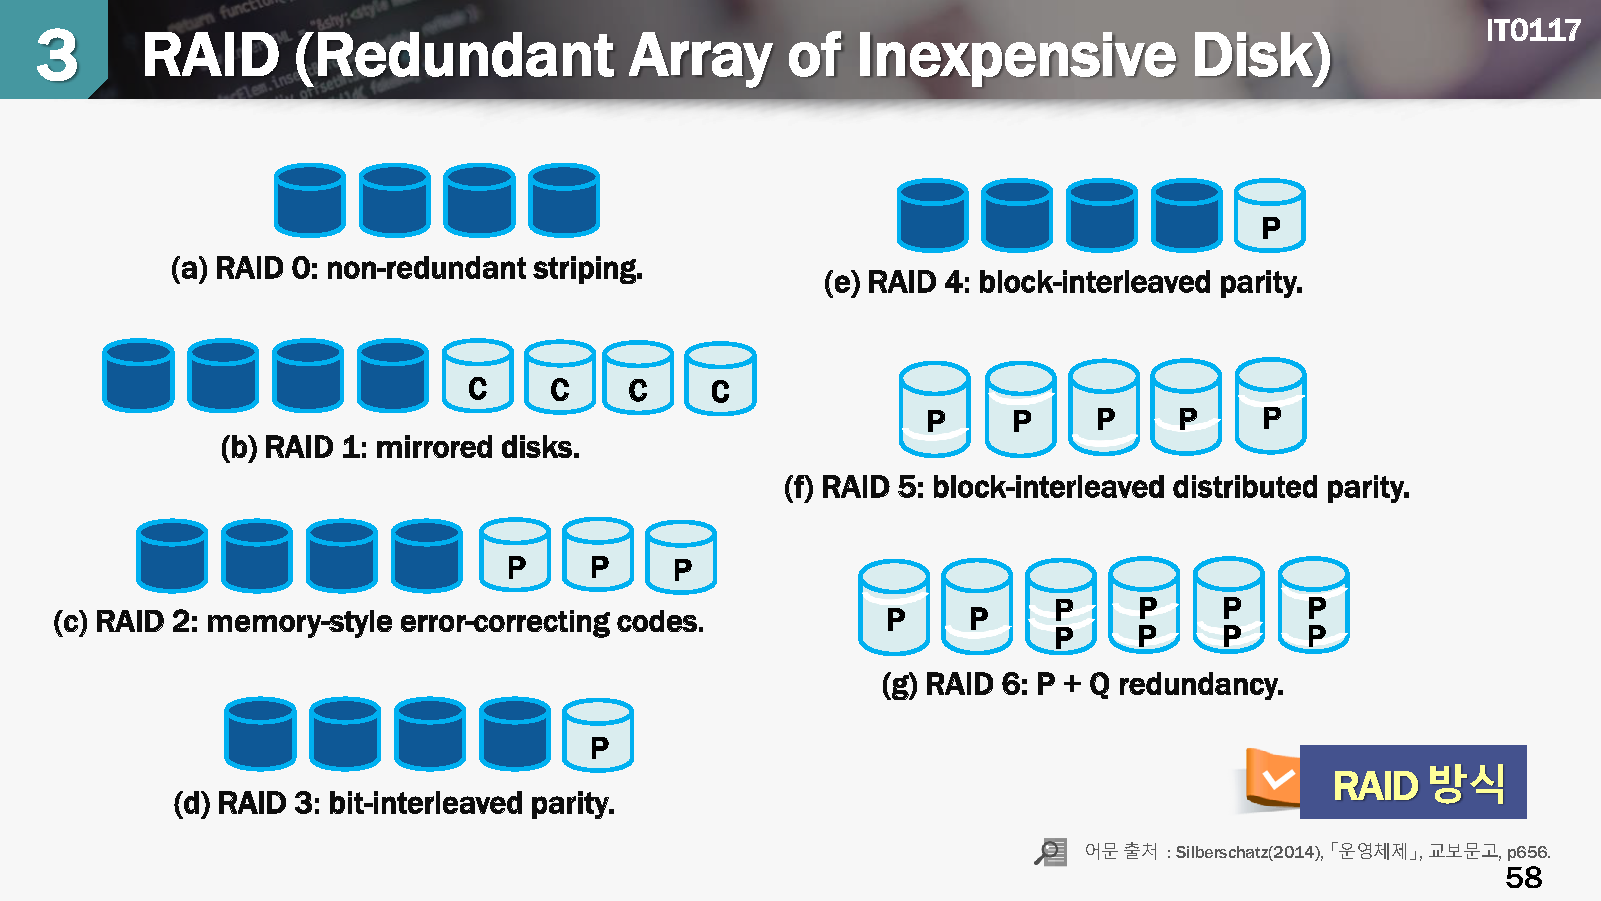 3
RAID (Redundant Array of Inexpensive Disk)
IT0117
(a) RAID 0: non-redundant striping.
C C C C
(b) RAID 1: mirrored disks.
P P P
(c) RAID 2: memory-style error-correcting codes.
P
(d) RAID 3: bit-interleaved parity.
P
(e) RAID 4: block-interleaved parity.
P P P P P
(f) RAID 5: block-interleaved distributed parity.
P P P P P P
P P P P
(g) RAID 6: P + Q redundancy.
RAID 방식
어문 출처 : Silberschatz(2014), 「운영체제」, 교보문고, p656.
58